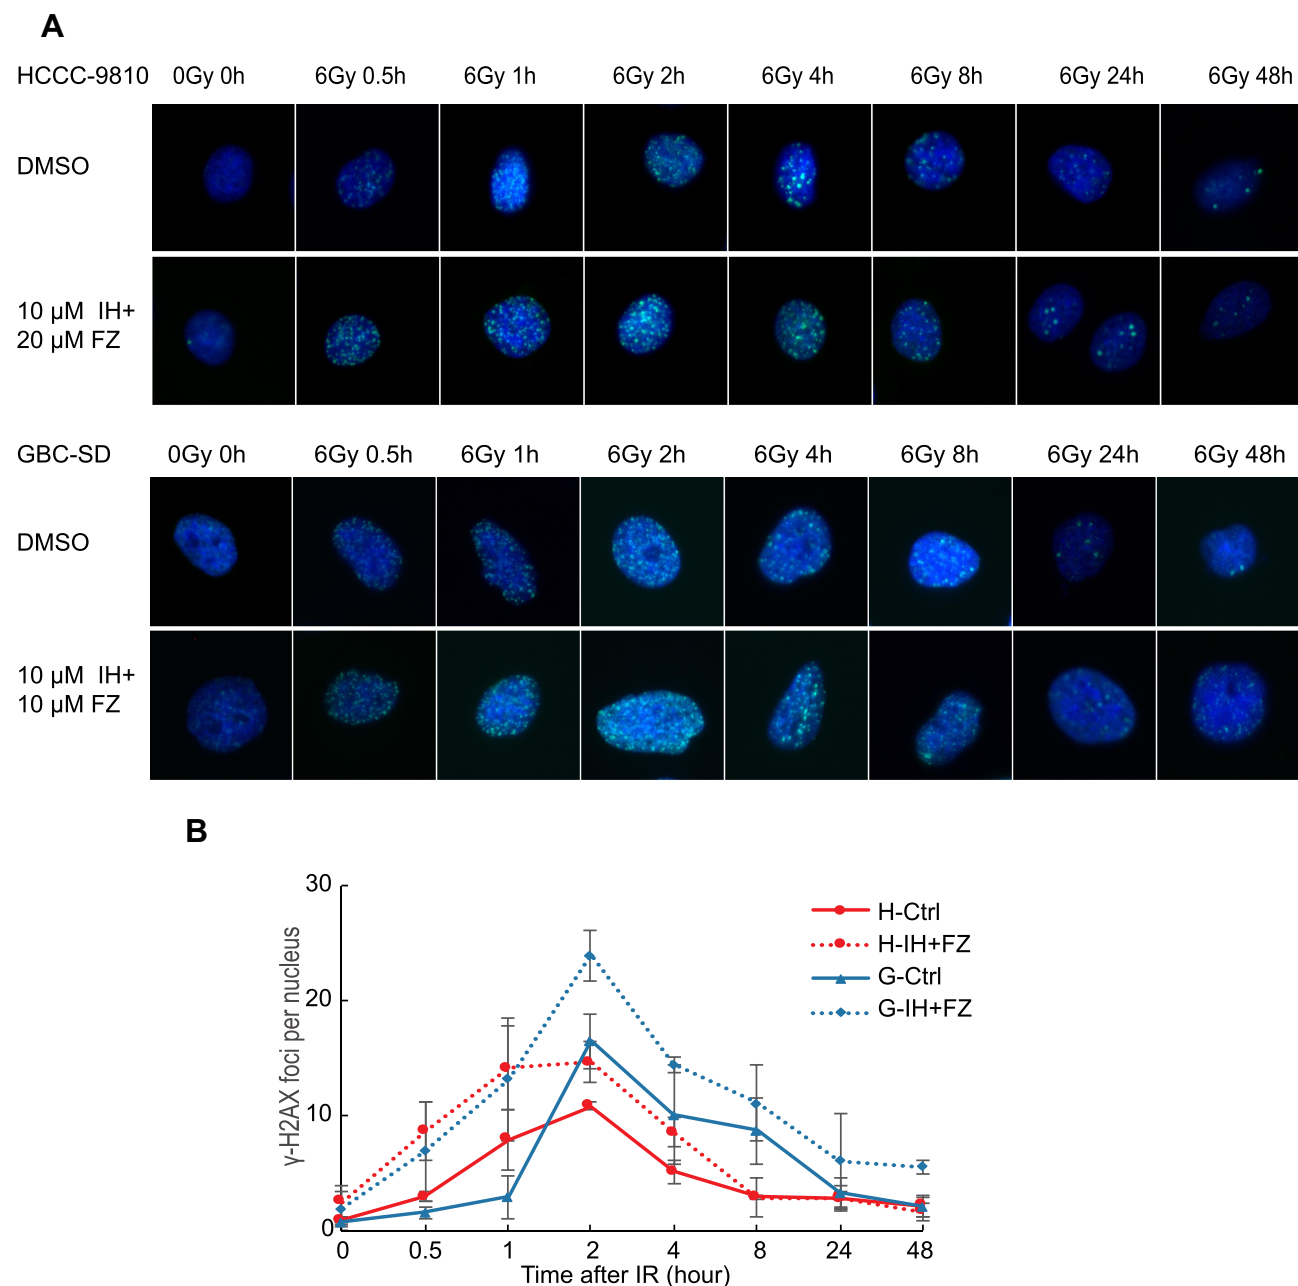 A
HCCC-9810 0Gy 0h 6Gy 0.5h 6Gy 1h 6Gy 2h 6Gy 4h 6Gy 8h 6Gy 24h 6Gy 48h
DMSO
10 µM IH+
20 µM FZ
GBC-SD 0Gy 0h 6Gy 0.5h 6Gy 1h 6Gy 2h 6Gy 4h 6Gy 8h 6Gy 24h 6Gy 48h
DMSO
10 µM IH+
10 µM FZ
B
γ-H2AX foci per nucleus
30
20
10
0
H-Ctrl
H-IH+FZ
G-Ctrl
G-IH+FZ
0 0.5 1 2 4 8 24 48
Time after IR (hour)